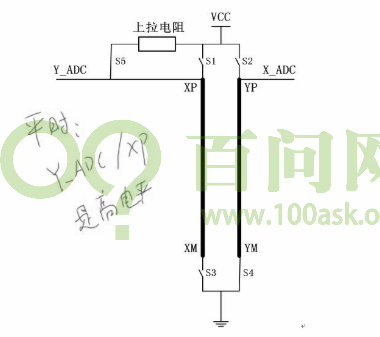 VCC
上拉电阻
S5
S1
S2
Y_ADC
X_ADC
XP
YP
平时:
Y_ADC/XP
是高电平
百问网
www.100ask.o
XM
YM
S3
S4